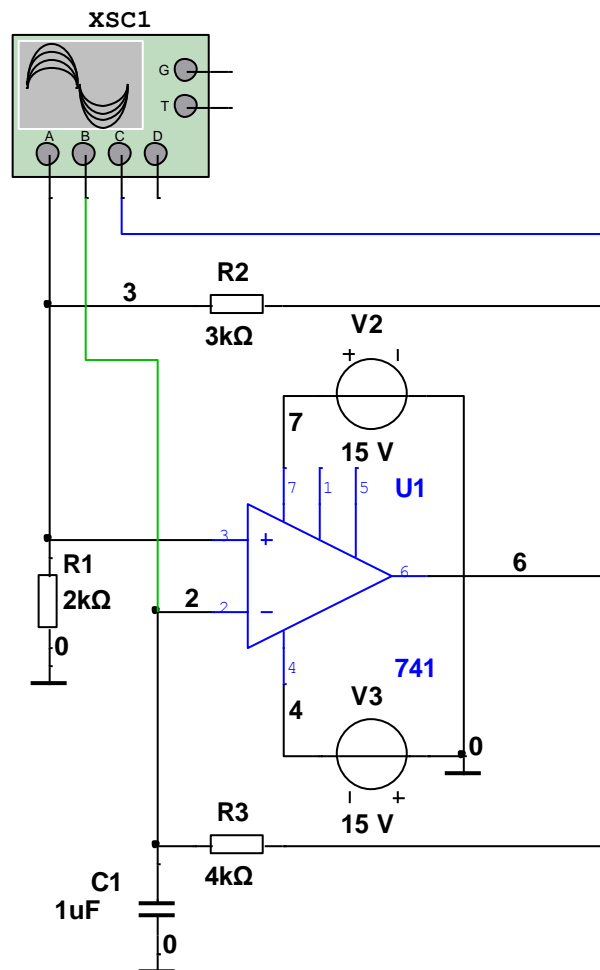 XSC1
G
T
A B C D
3
R2
3kΩ
V2
+ −
7
15 V
7 1 5
U1
3
+
6
6
R1
2kΩ
2
2
−
0
4
741
V3
4
0
− +
15 V
R3
4kΩ
C1
1uF
0